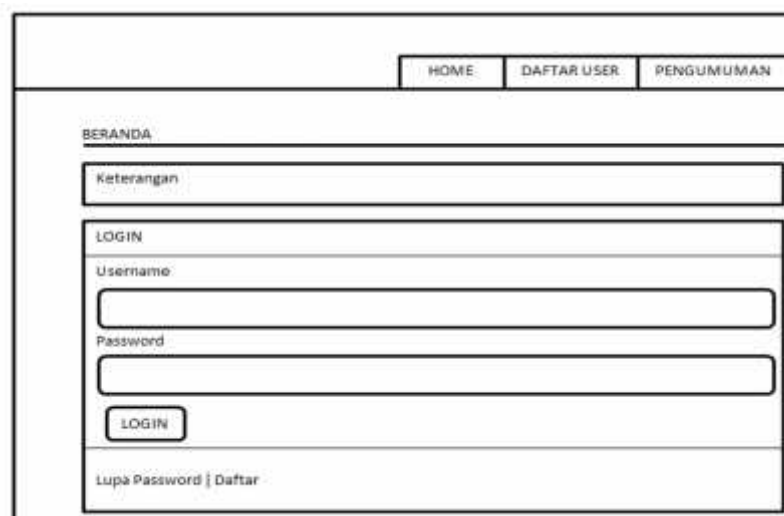 HOME DAFTAR USER PENGUMUMAN
BERANDA
Keterangan
LOGIN
Username
Password
LOGIN
Lupa Password | Daftar